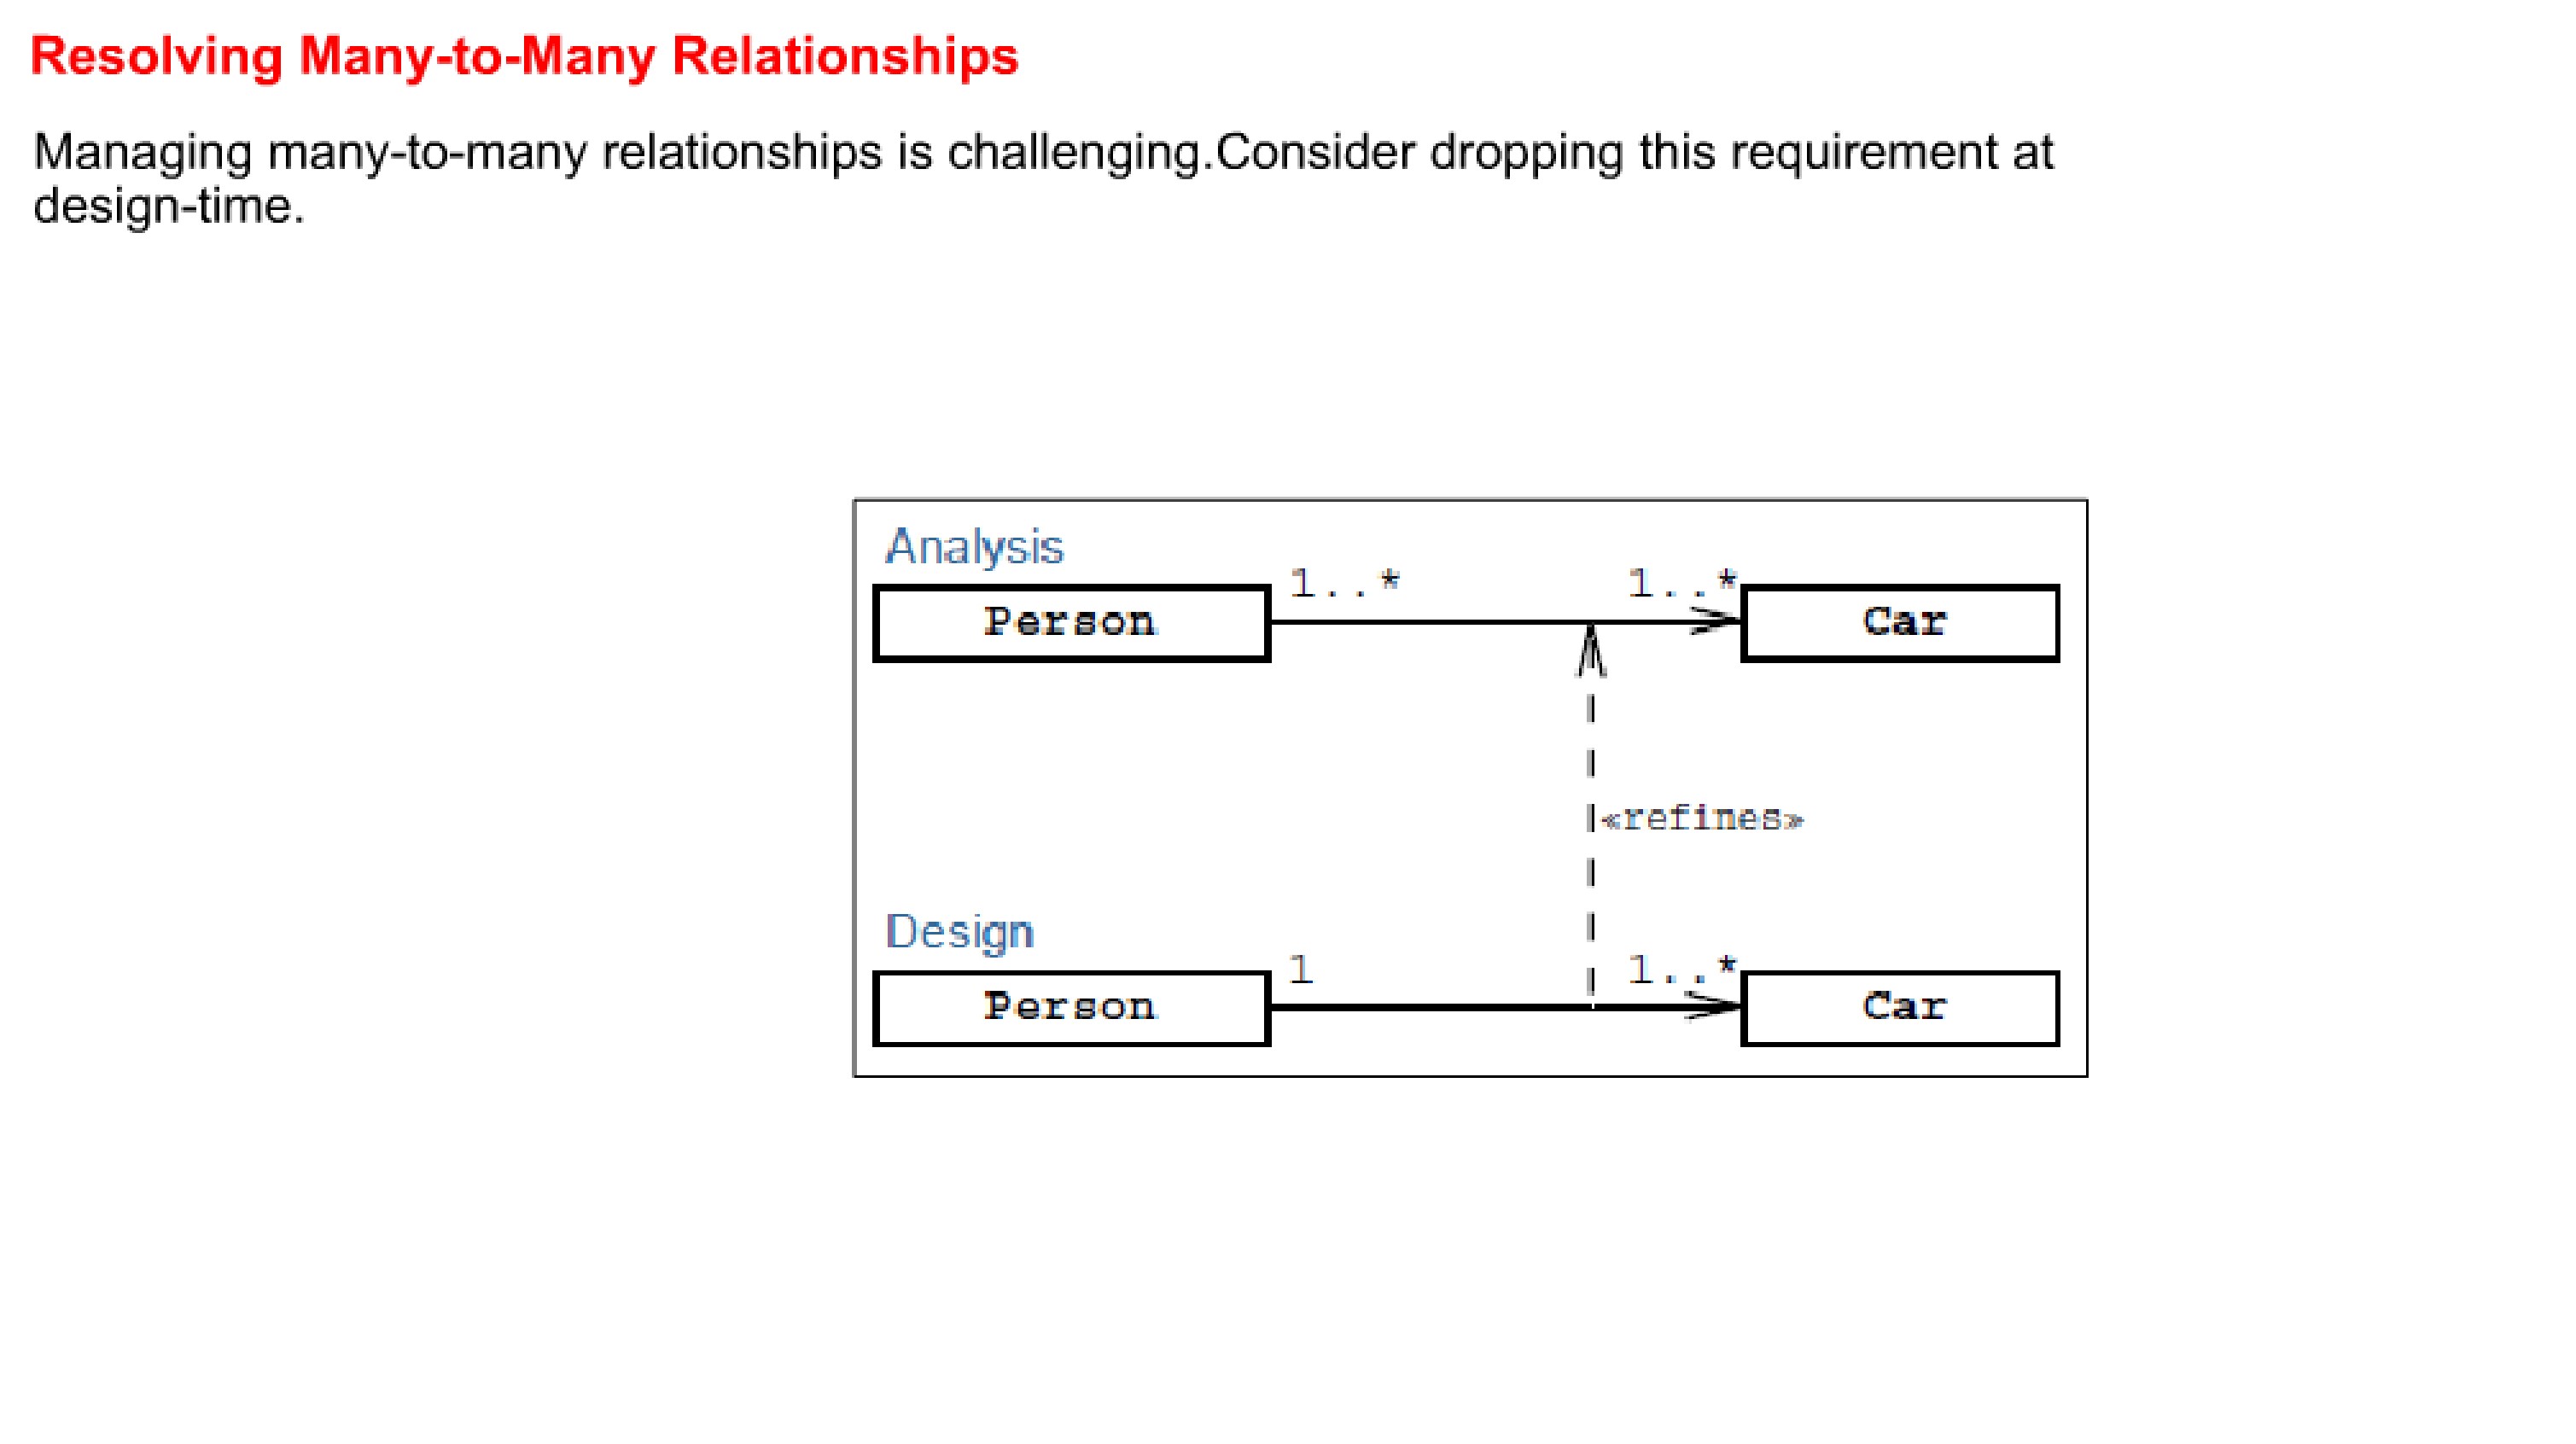 Resolving Many-to-Many Relationships
Managing many-to-many relationships is challenging.Consider dropping this requirement at
design-time.
Analysis
1..* 1..*
Person Car
«refines»
Design
1 1..*
Person Car